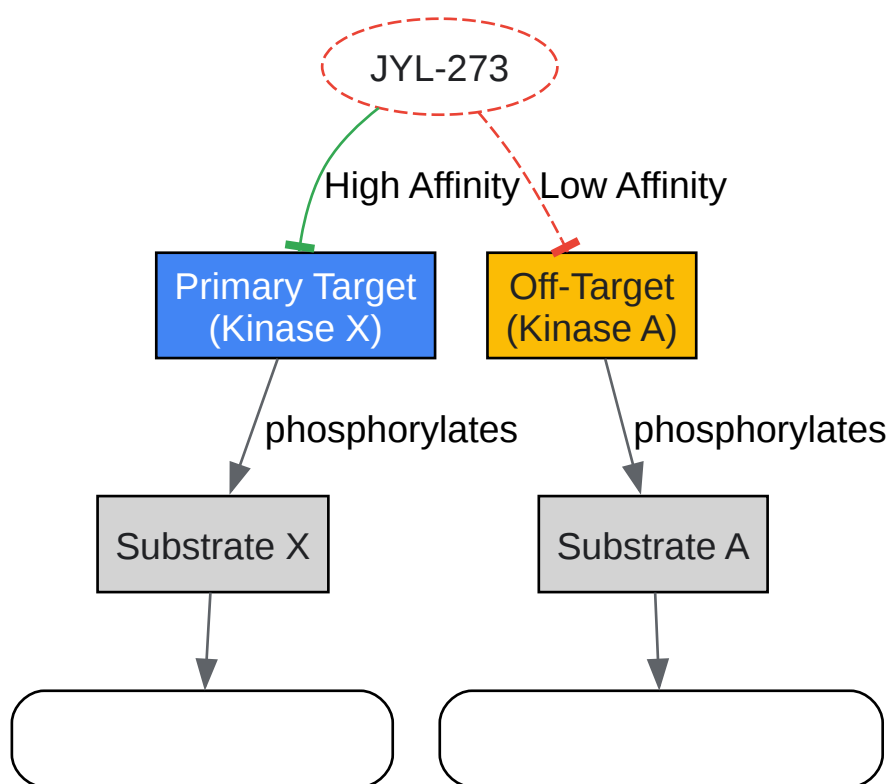 JYL-273
High Affinity
Low Affinity
Primary Target
(Kinase X)
Off-Target
(Kinase A)
phosphorylates
phosphorylates
Substrate X
Substrate A